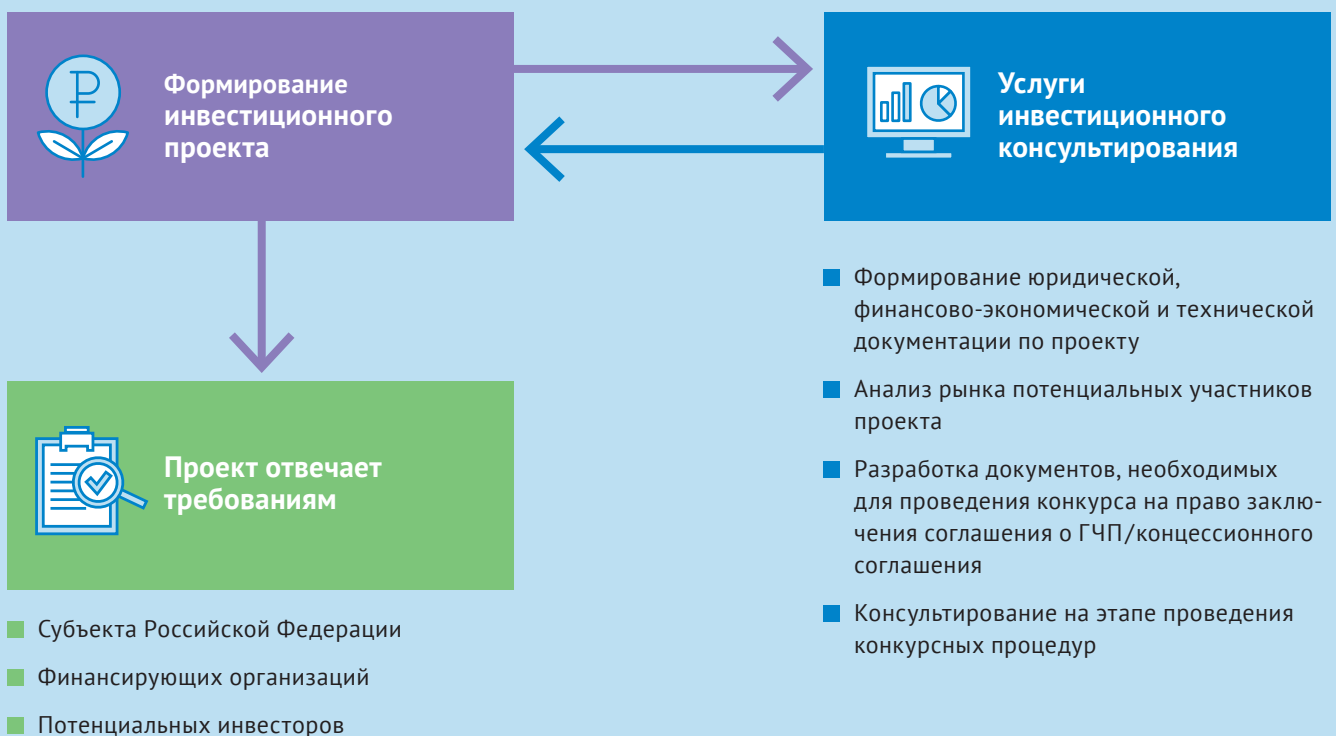 Формирование
инвестиционного
проекта
Услуги
инвестиционного
консультирования
Формирование юридической,
финансово-экономической и технической
документации по проекту
Анализ рынка потенциальных участников
проекта
Разработка документов, необходимых
для проведения конкурса на право заклю-
чения соглашения о ГЧП/концессионного
соглашения
Консультирование на этапе проведения
конкурсных процедур
Проект отвечает
требованиям
Субъекта Российской Федерации
Финансирующих организаций
Потенциальных инвесторов